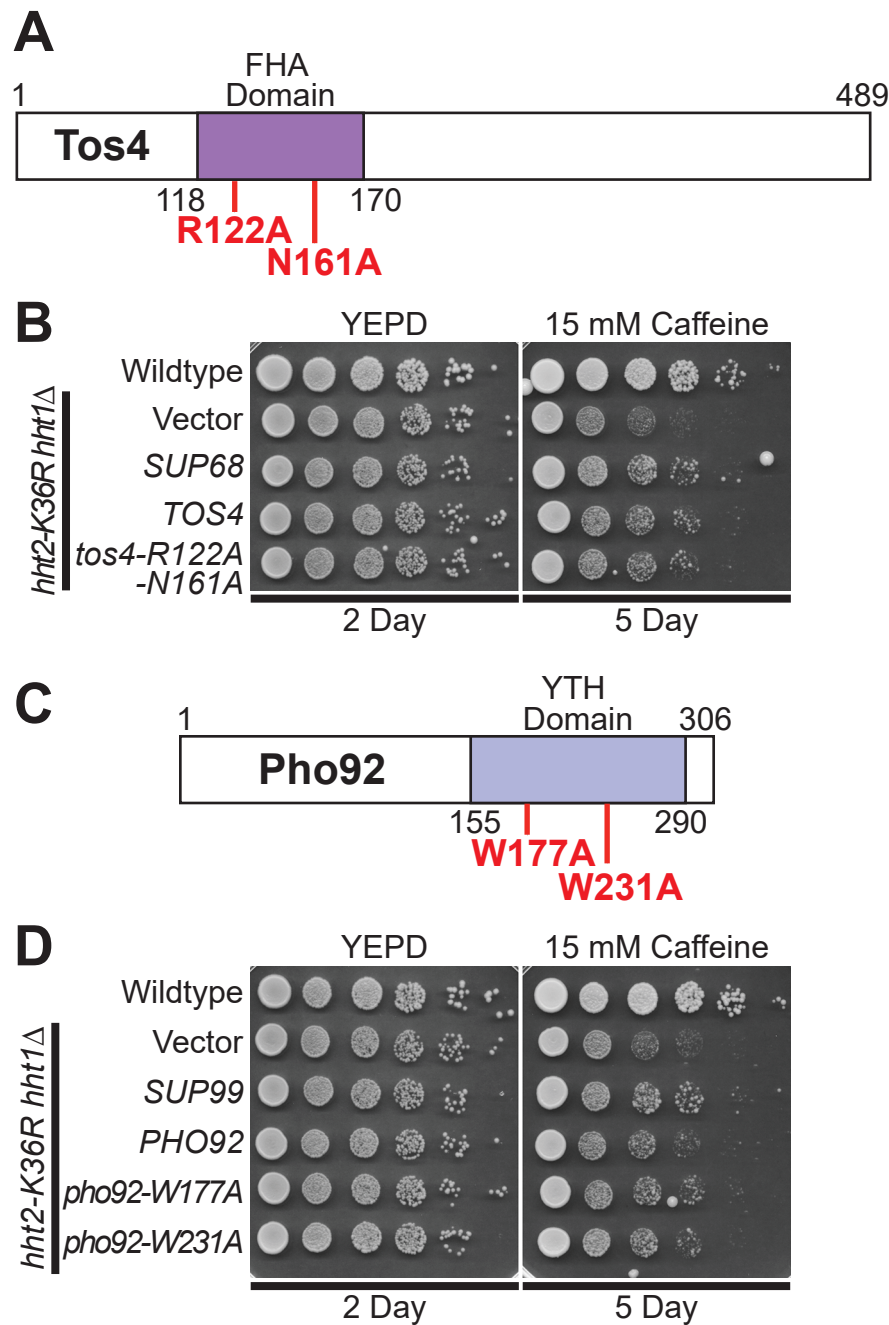 A
FHA
Domain
1
489
Tos4
118
170
R122A
N161A
B
YEPD
15 mM Caffeine
Wildtype
Vector
SUP68
TOS4
tos4-R122A
-N161A
hht2-K36R hht1Δ
2 Day
5 Day
C
YTH
Domain
1
306
Pho92
155
290
W177A
W231A
D
YEPD
15 mM Caffeine
Wildtype
Vector
SUP99
PHO92
pho92-W177A
pho92-W231A
hht2-K36R hht1Δ
2 Day
5 Day